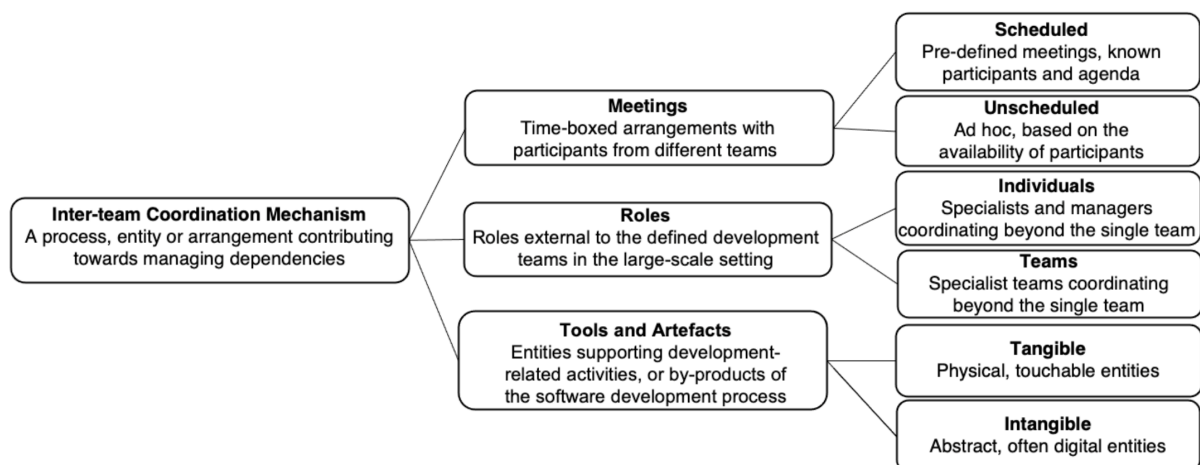 Inter-team Coordination Mechanism
A process, entity or arrangement contributing
towards managing dependencies
Meetings
Time-boxed arrangements with
participants from different teams
Roles
Roles external to the defined development
teams in the large-scale setting
Tools and Artefacts
Entities supporting development-
related activities, or by-products of
the software development process
Scheduled
Pre-defined meetings, known
participants and agenda
Unscheduled
Ad hoc, based on the
availability of participants
Individuals
Specialists and managers
coordinating beyond the single team
Teams
Specialist teams coordinating
beyond the single team
Tangible
Physical, touchable entities
Intangible
Abstract, often digital entities